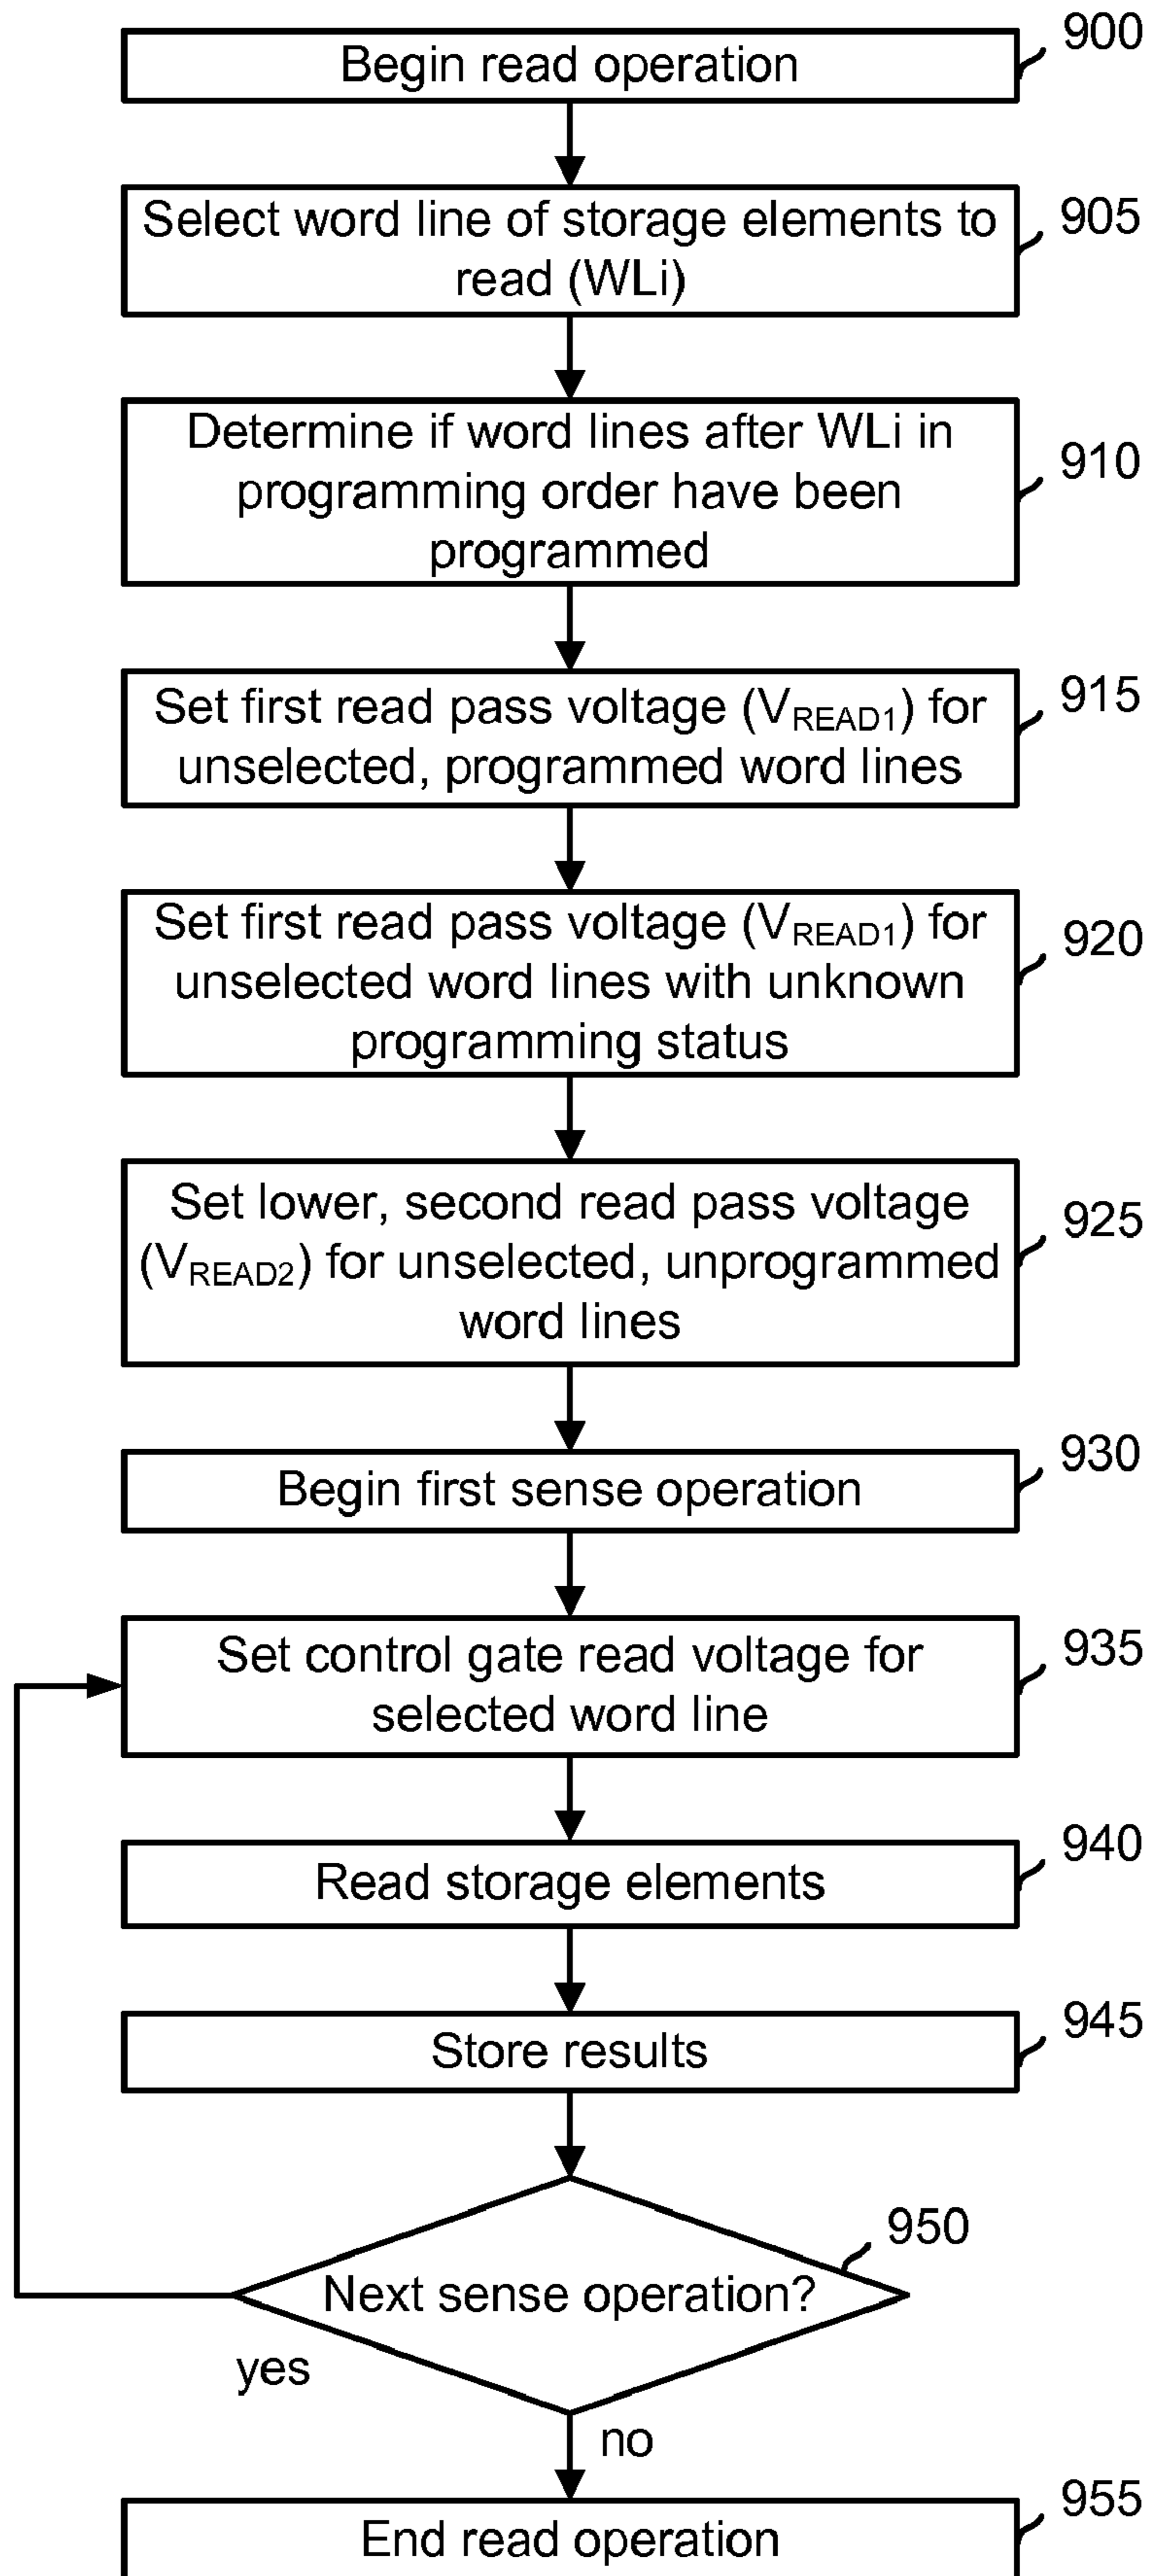 900
Begin read operation
905
Select word line of storage elements to
read (WLi)
910
Determine if word lines after WLi in
programming order have been
programmed
915
Set first read pass voltage (V_READ1) for
unselected, programmed word lines
920
Set first read pass voltage (V_READ1) for
unselected word lines with unknown
programming status
925
Set lower, second read pass voltage
(V_READ2) for unselected, unprogrammed
word lines
930
Begin first sense operation
935
Set control gate read voltage for
selected word line
940
Read storage elements
945
Store results
950
Next sense operation?
yes
no
955
End read operation